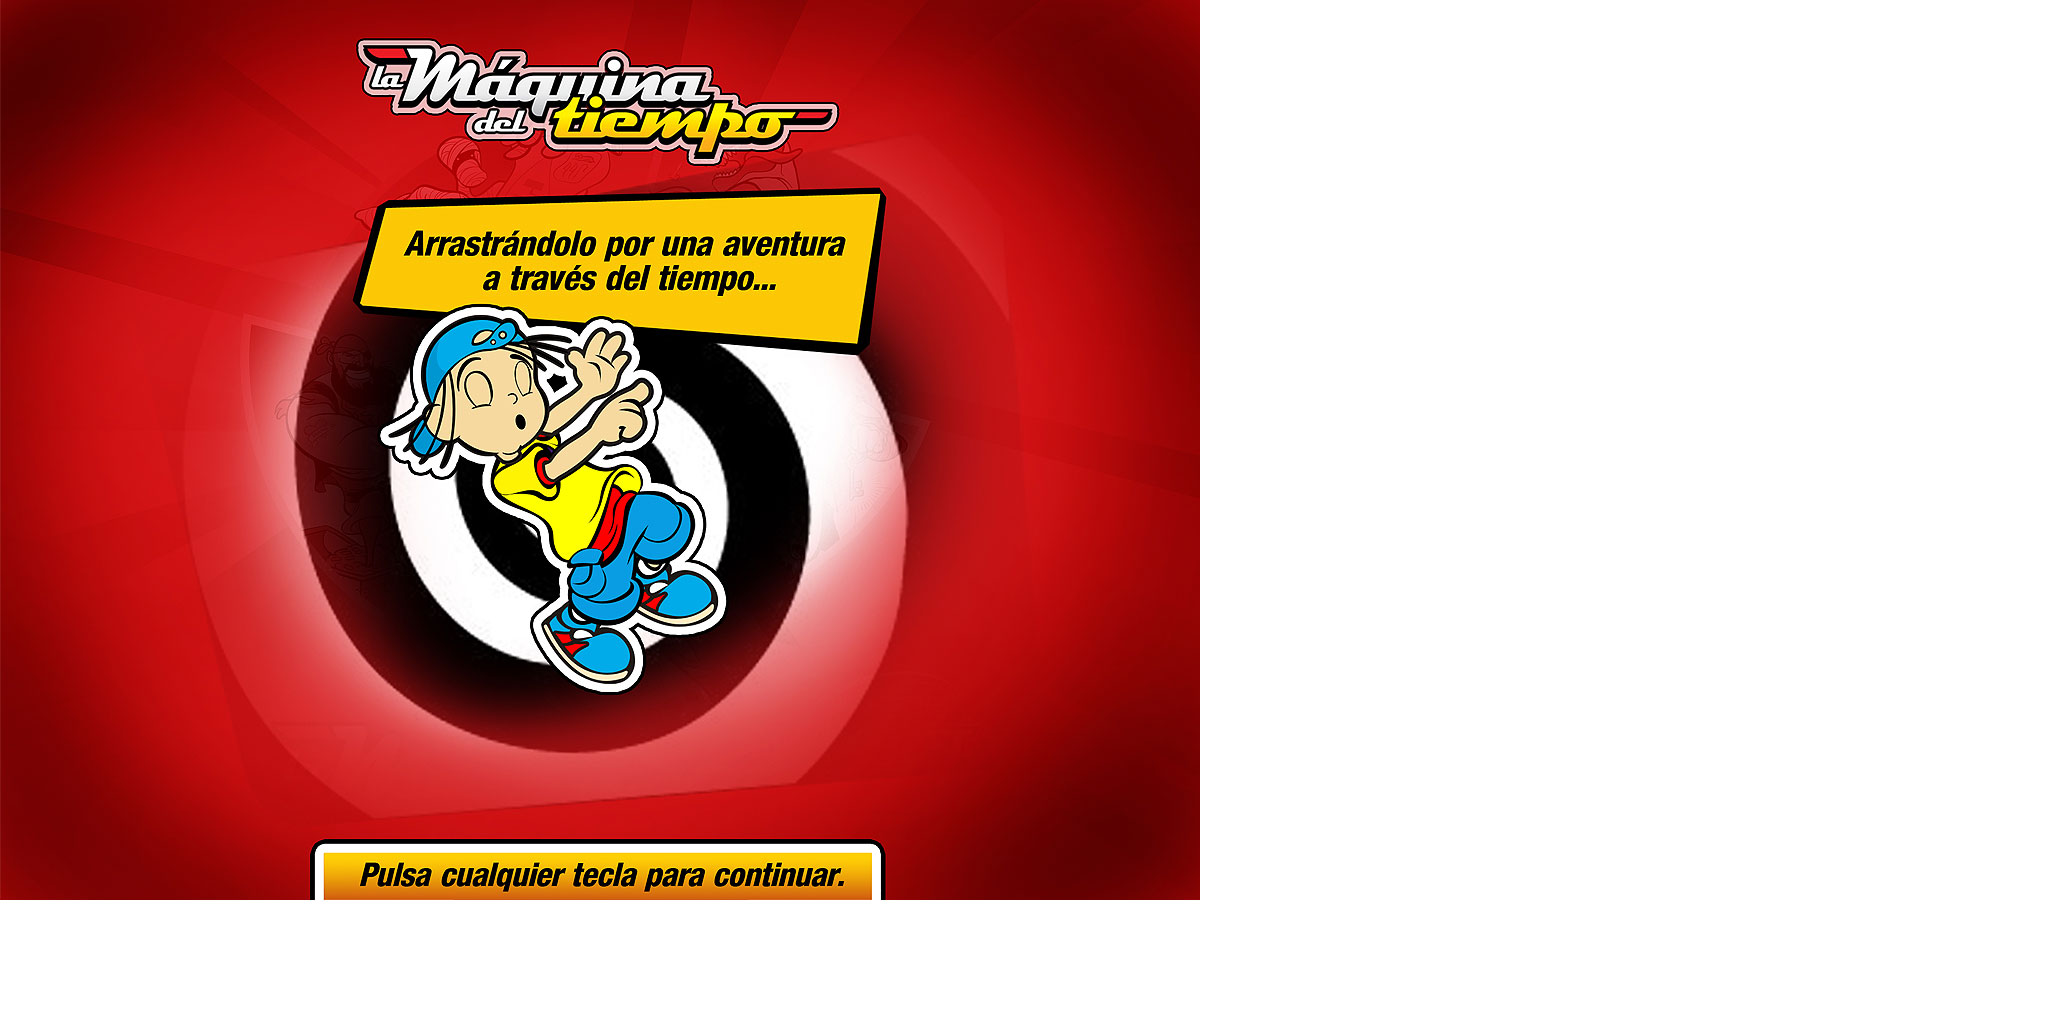 la Máquina
del tiempo
Arrastrándolo por una aventura
a través del tiempo...
Pulsa cualquier tecla para continuar.